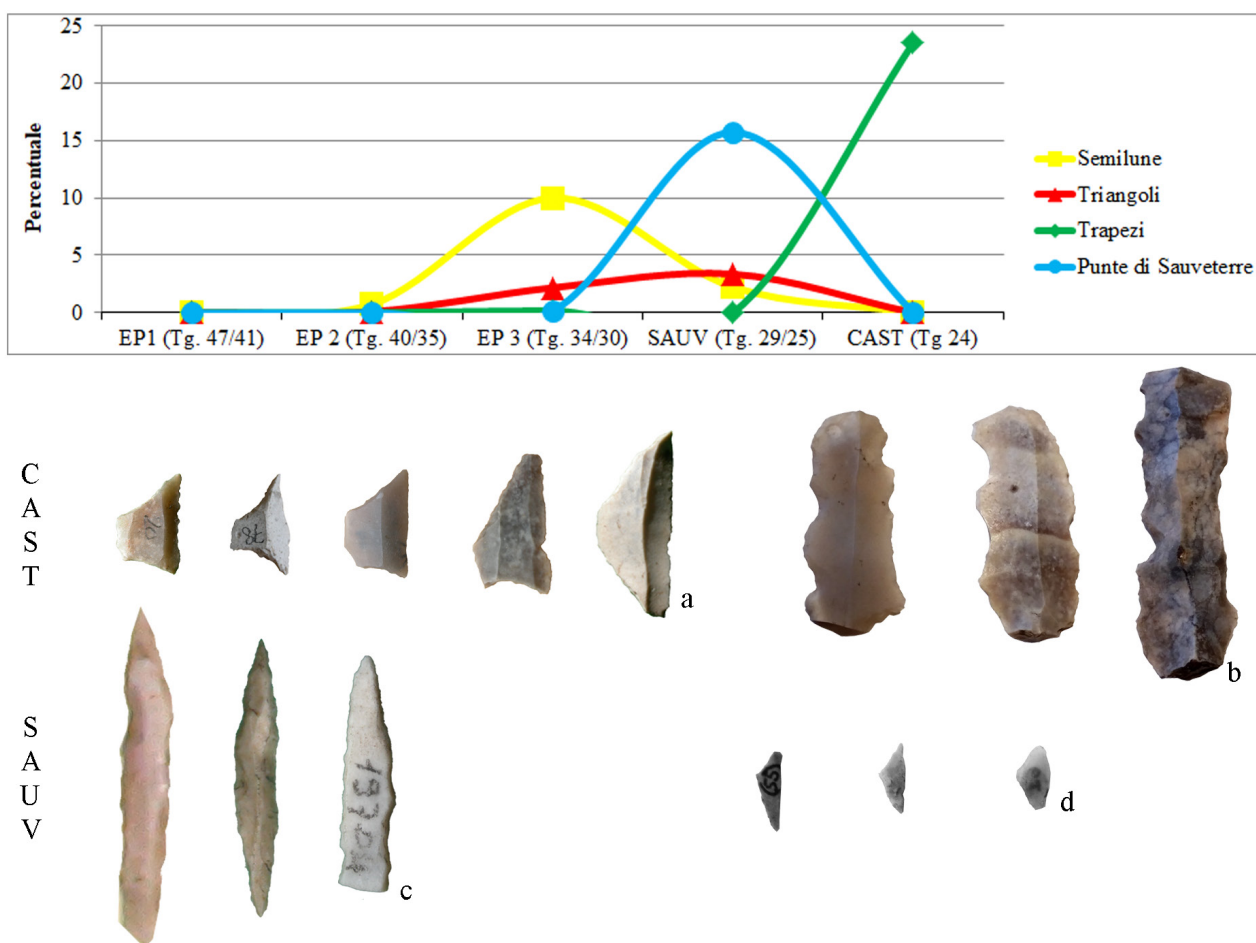 25
20
15
10
5
0
Percentuale
EP1 (Tg. 47/41) EP 2 (Tg. 40/35) EP 3 (Tg. 34/30) SAUV (Tg. 29/25) CAST (Tg 24)
Semilune
Triangoli
Trapezi
Punte di Sauveterre
C
A
S
T
a
b
S
A
U
V
c
d